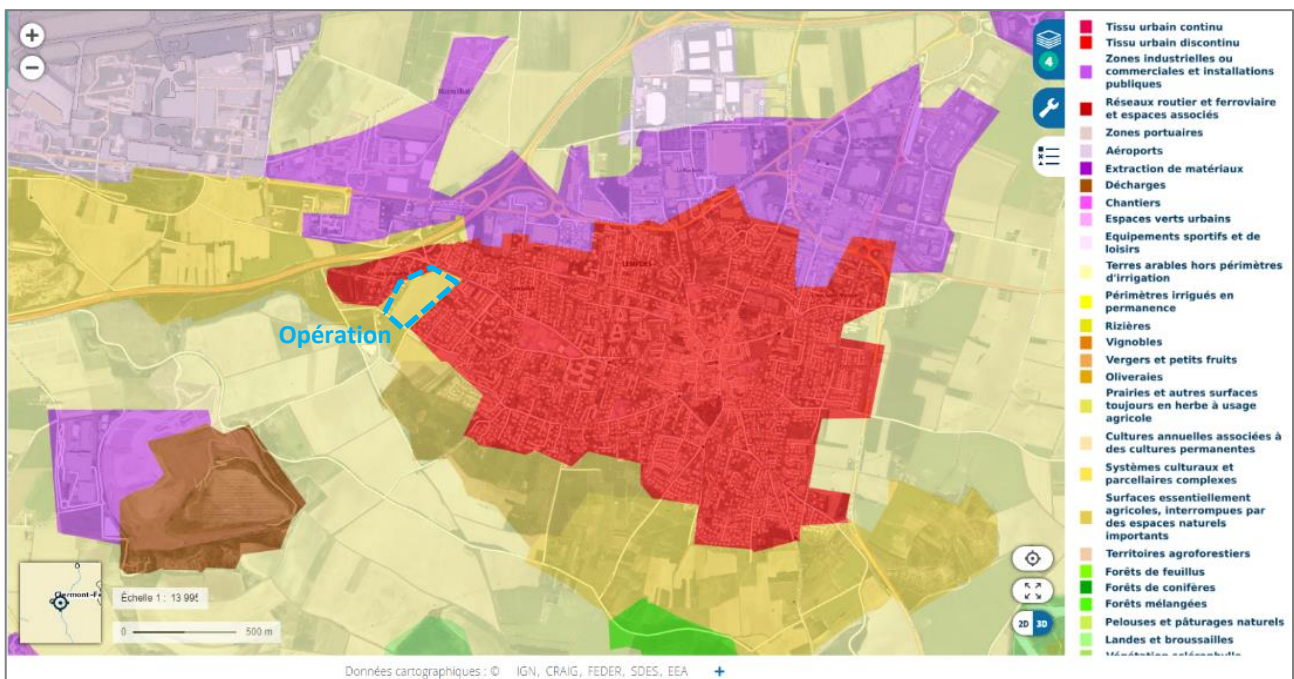 +
−
4
LEMPDES
Opération
Clermont-F
Échelle 1 : 13 995
0 500 m
2D 3D
Tissu urbain continu
Tissu urbain discontinu
Zones industrielles ou
commerciales et installations
publiques
Réseaux routier et ferroviaire
et espaces associés
Zones portuaires
Aéroports
Extraction de matériaux
Décharges
Chantiers
Espaces verts urbains
Equipements sportifs et de
loisirs
Terres arables hors périmètres
d'irrigation
Périmètres irrigués en
permanence
Rizières
Vignobles
Vergers et petits fruits
Oliveraies
Prairies et autres surfaces
toujours en herbe à usage
agricole
Cultures annuelles associées à
des cultures permanentes
Systèmes culturaux et
parcellaires complexes
Surfaces essentiellement
agricoles, interrompues par
des espaces naturels
importants
Territoires agroforestiers
Forêts de feuillus
Forêts de conifères
Forêts mélangées
Pelouses et pâturages naturels
Landes et broussailles
Données cartographiques : © IGN, CRAIG, FEDER, SDES, EEA +